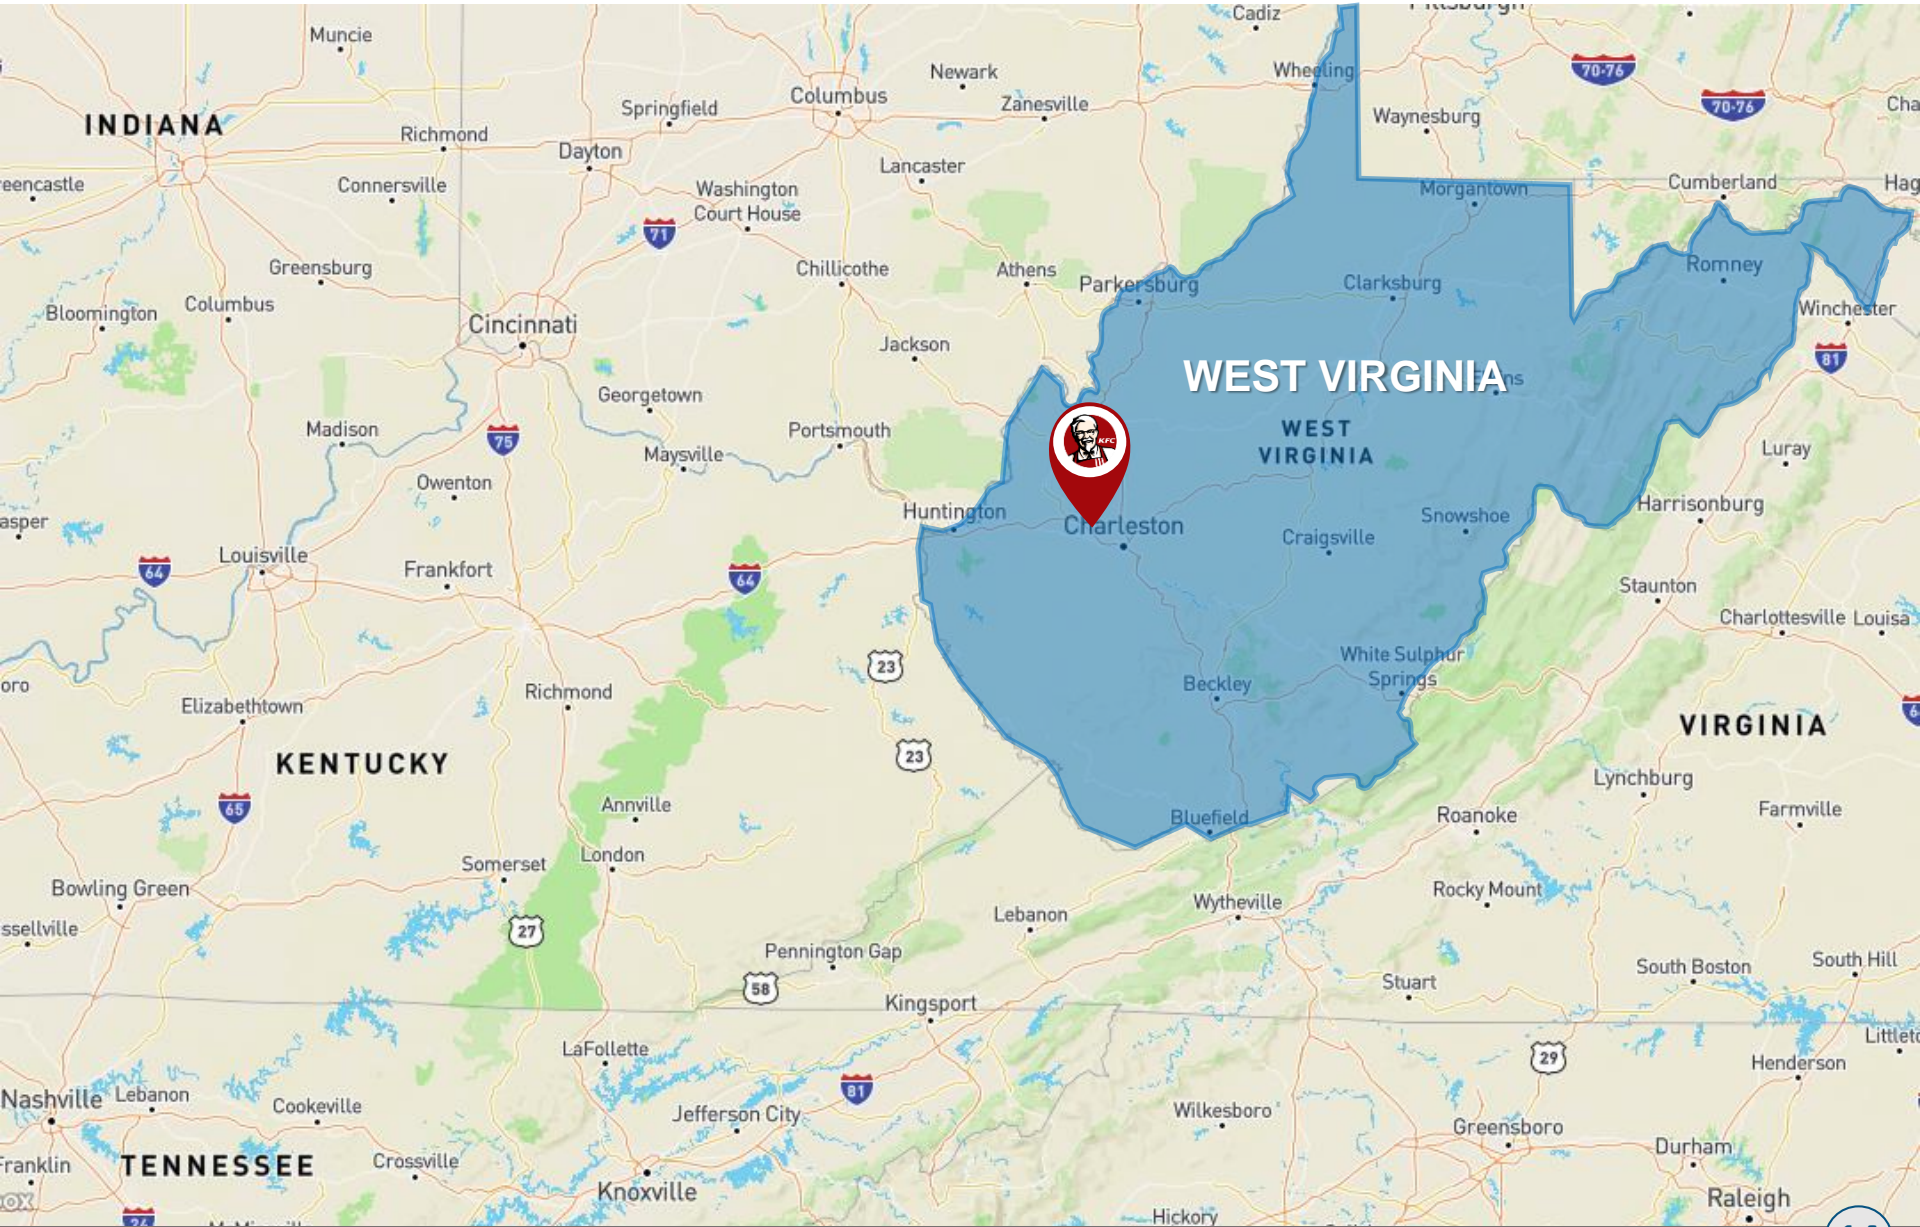 Cadiz
Muncie
Newark
Wheeling
70-76
Columbus
Zanesville
Springfield
70-76
Waynesburg
INDIANA
Richmond
Dayton
Lancaster
Connersville
Washington
Court House
Morgantown
Cumberland
71
Greensburg
Chillicothe
Athens
Parkersburg
Clarksburg
Romney
Bloomington
Columbus
Cincinnati
Winchester
Jackson
81
WEST VIRGINIA
Georgetown
Madison
75
Portsmouth
KFC
WEST
VIRGINIA
Maysville
Luray
Owenton
Huntington
Charleston
Snowshoe
Harrisonburg
Craigsville
Louisville
64
Frankfort
64
Staunton
Charlottesville
Louisa
23
White Sulphur
Springs
Beckley
Richmond
Elizabethtown
VIRGINIA
KENTUCKY
23
Lynchburg
65
Annville
Bluefield
Roanoke
Farmville
Somerset
London
Bowling Green
Rocky Mount
Wytheville
Lebanon
27
Pennington Gap
South Boston
South Hill
58
Stuart
Kingsport
LaFollette
29
Henderson
81
Nashville
Lebanon
Cookeville
Jefferson City
Wilkesboro
Greensboro
Durham
TENNESSEE
Crossville
Franklin
Knoxville
Raleigh
Hickory